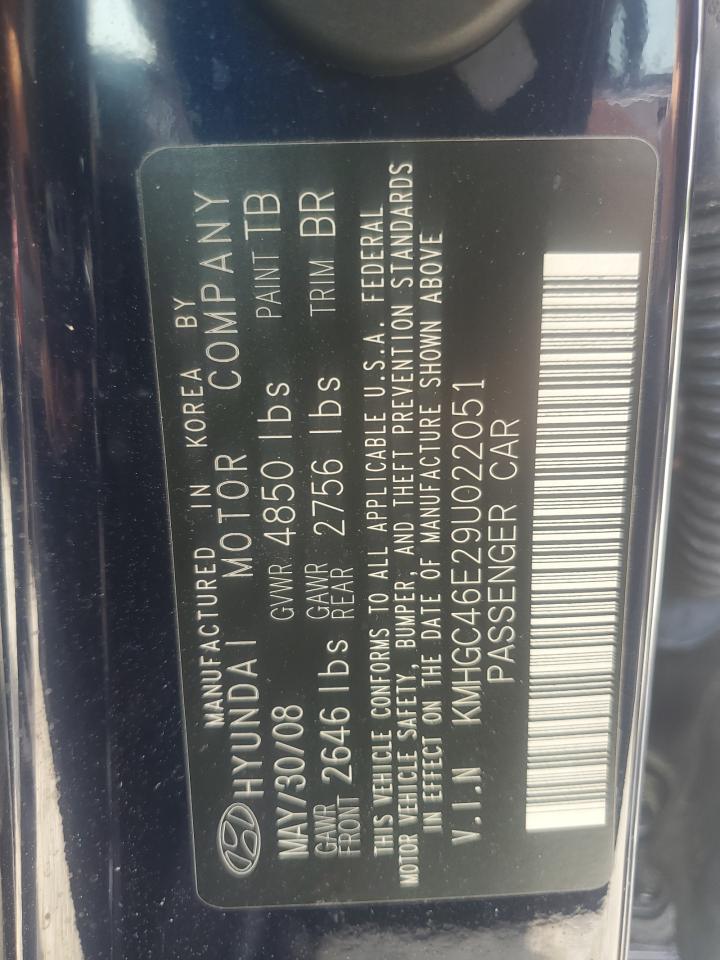 MANUFACTURED IN KOREA BY
HYUNDAI MOTOR COMPANY
MAY/30/08 GVWR 4850 lbs PAINT TB
GAWR FRONT 2646 lbs GAWR REAR 2756 lbs TRIM BR
THIS VEHICLE CONFORMS TO ALL APPLICABLE U.S.A. FEDERAL
MOTOR VEHICLE SAFETY, BUMPER, AND THEFT PREVENTION STANDARDS
IN EFFECT ON THE DATE OF MANUFACTURE SHOWN ABOVE
V.I.N KMHGC46E29U022051
PASSENGER CAR